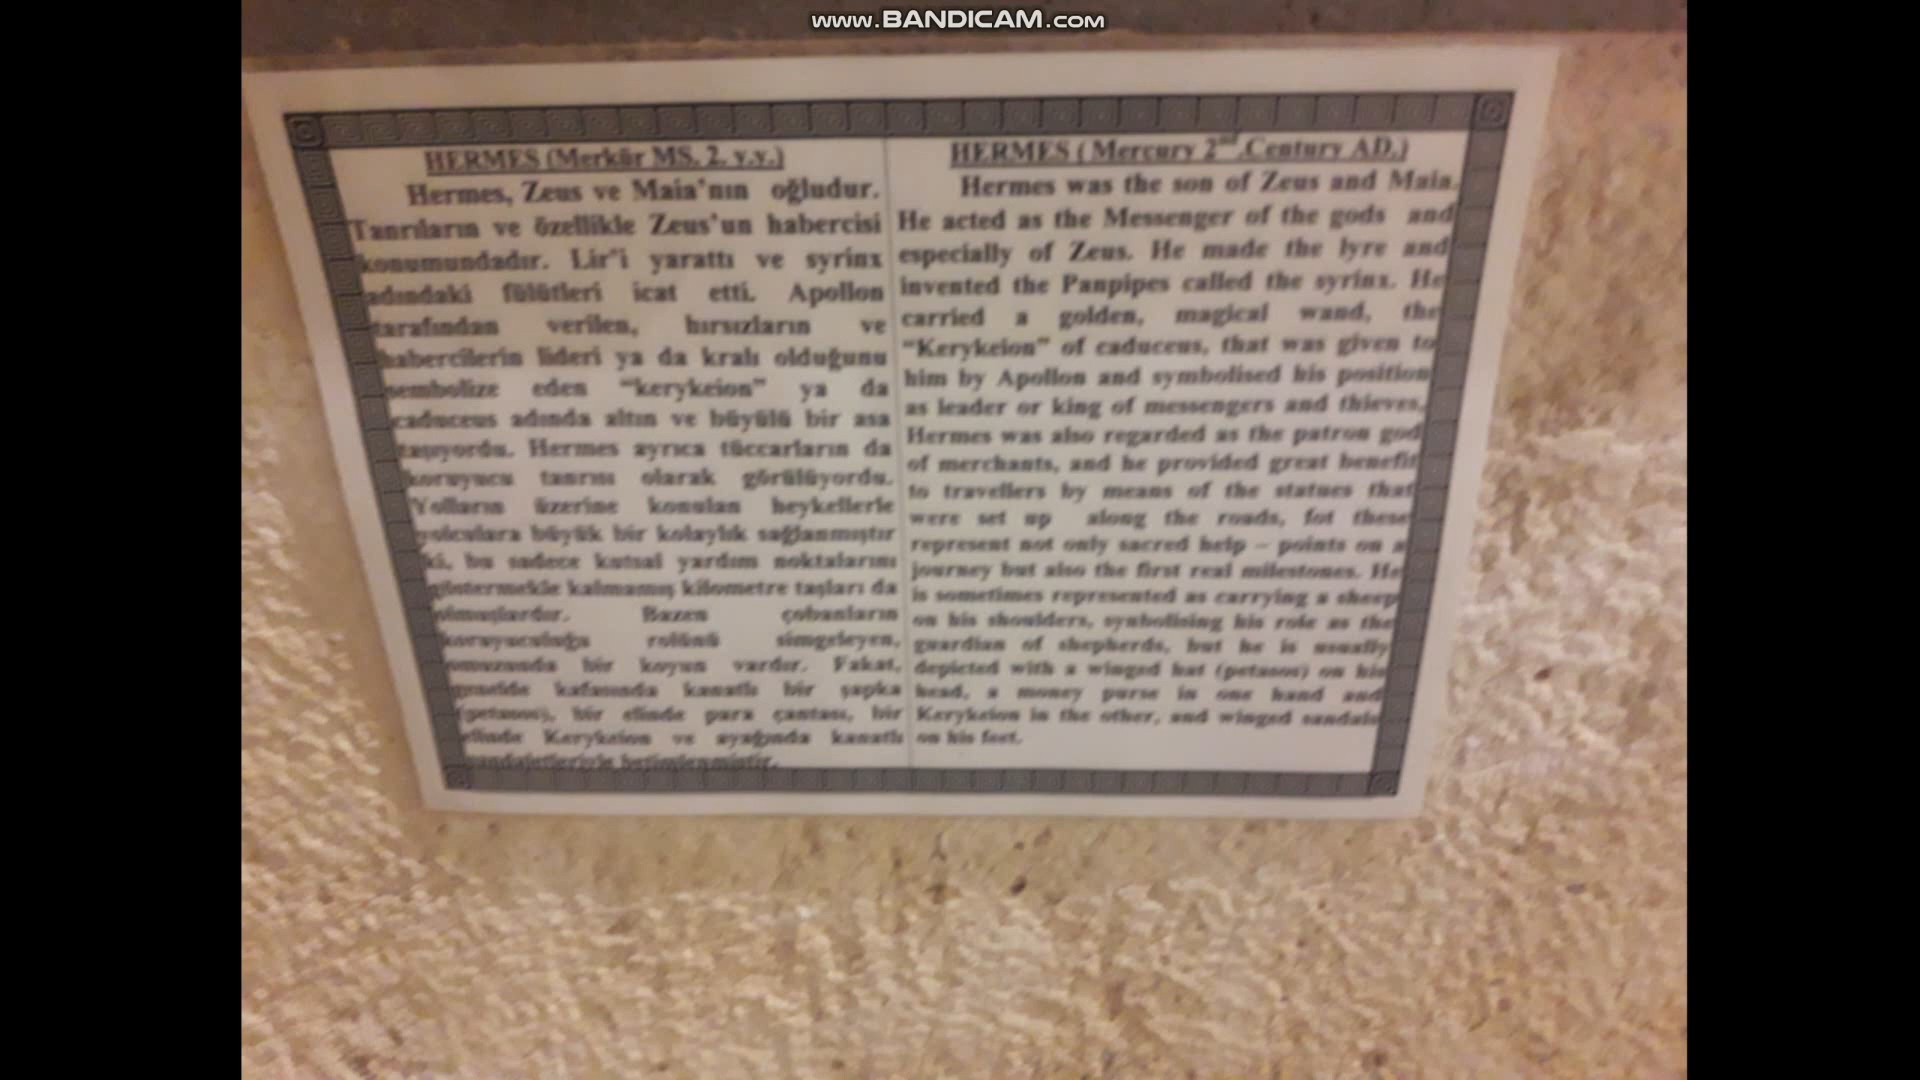 www.BANDICAM.com
HERMES (Merkür MS. 2. y.y.)
Hermes, Zeus ve Maia’nın oğludur.
Tanrıların ve özellikle Zeus’un habercisi
konumundadır. Lir’i yarattı ve syrinx
adındaki fülütleri icat etti. Apollon
tarafından verilen, hırsızların ve
habercilerin lideri ya da kralı olduğunu
sembolize eden “kerykeion” ya da
caduceus adında altın ve büyülü bir asa
taşıyordu. Hermes ayrıca tüccarların da
koruyucu tanrısı olarak görülüyordu.
Yolların üzerine konulan heykellerle
yolculara büyük bir kolaylık sağlanmıştır
ki, bu sadece kutsal yardım noktalarını
göstermekle kalmamış kilometre taşları da
olmuşlardır. Bazen çobanların
koruyuculuğu rolünü simgeleyen,
omuzunda bir koyun vardır. Fakat,
genelde kafasında kanatlı bir şapka
(petasos), bir elinde para çantası, bir
elinde Kerykeion ve ayağında kanatlı
sandaletleriyle betimlenmiştir.
HERMES ( Mercury 2nd .Century AD.)
Hermes was the son of Zeus and Maia.
He acted as the Messenger of the gods and
especially of Zeus. He made the lyre and
invented the Panpipes called the syrinx. He
carried a golden, magical wand, the
“Kerykeion” of caduceus, that was given to
him by Apollon and symbolised his position
as leader or king of messengers and thieves.
Hermes was also regarded as the patron god
of merchants, and he provided great benefit
to travellers by means of the statues that
were set up along the roads, fot these
represent not only sacred help – points on a
journey but also the first real milestones. He
is sometimes represented as carrying a sheep
on his shoulders, synbolising his role as the
guardian of shepherds, but he is usually
depicted with a winged hat (petasos) on his
head, a money purse in one hand and
Kerykeion in the other, and winged sandals
on his feet.